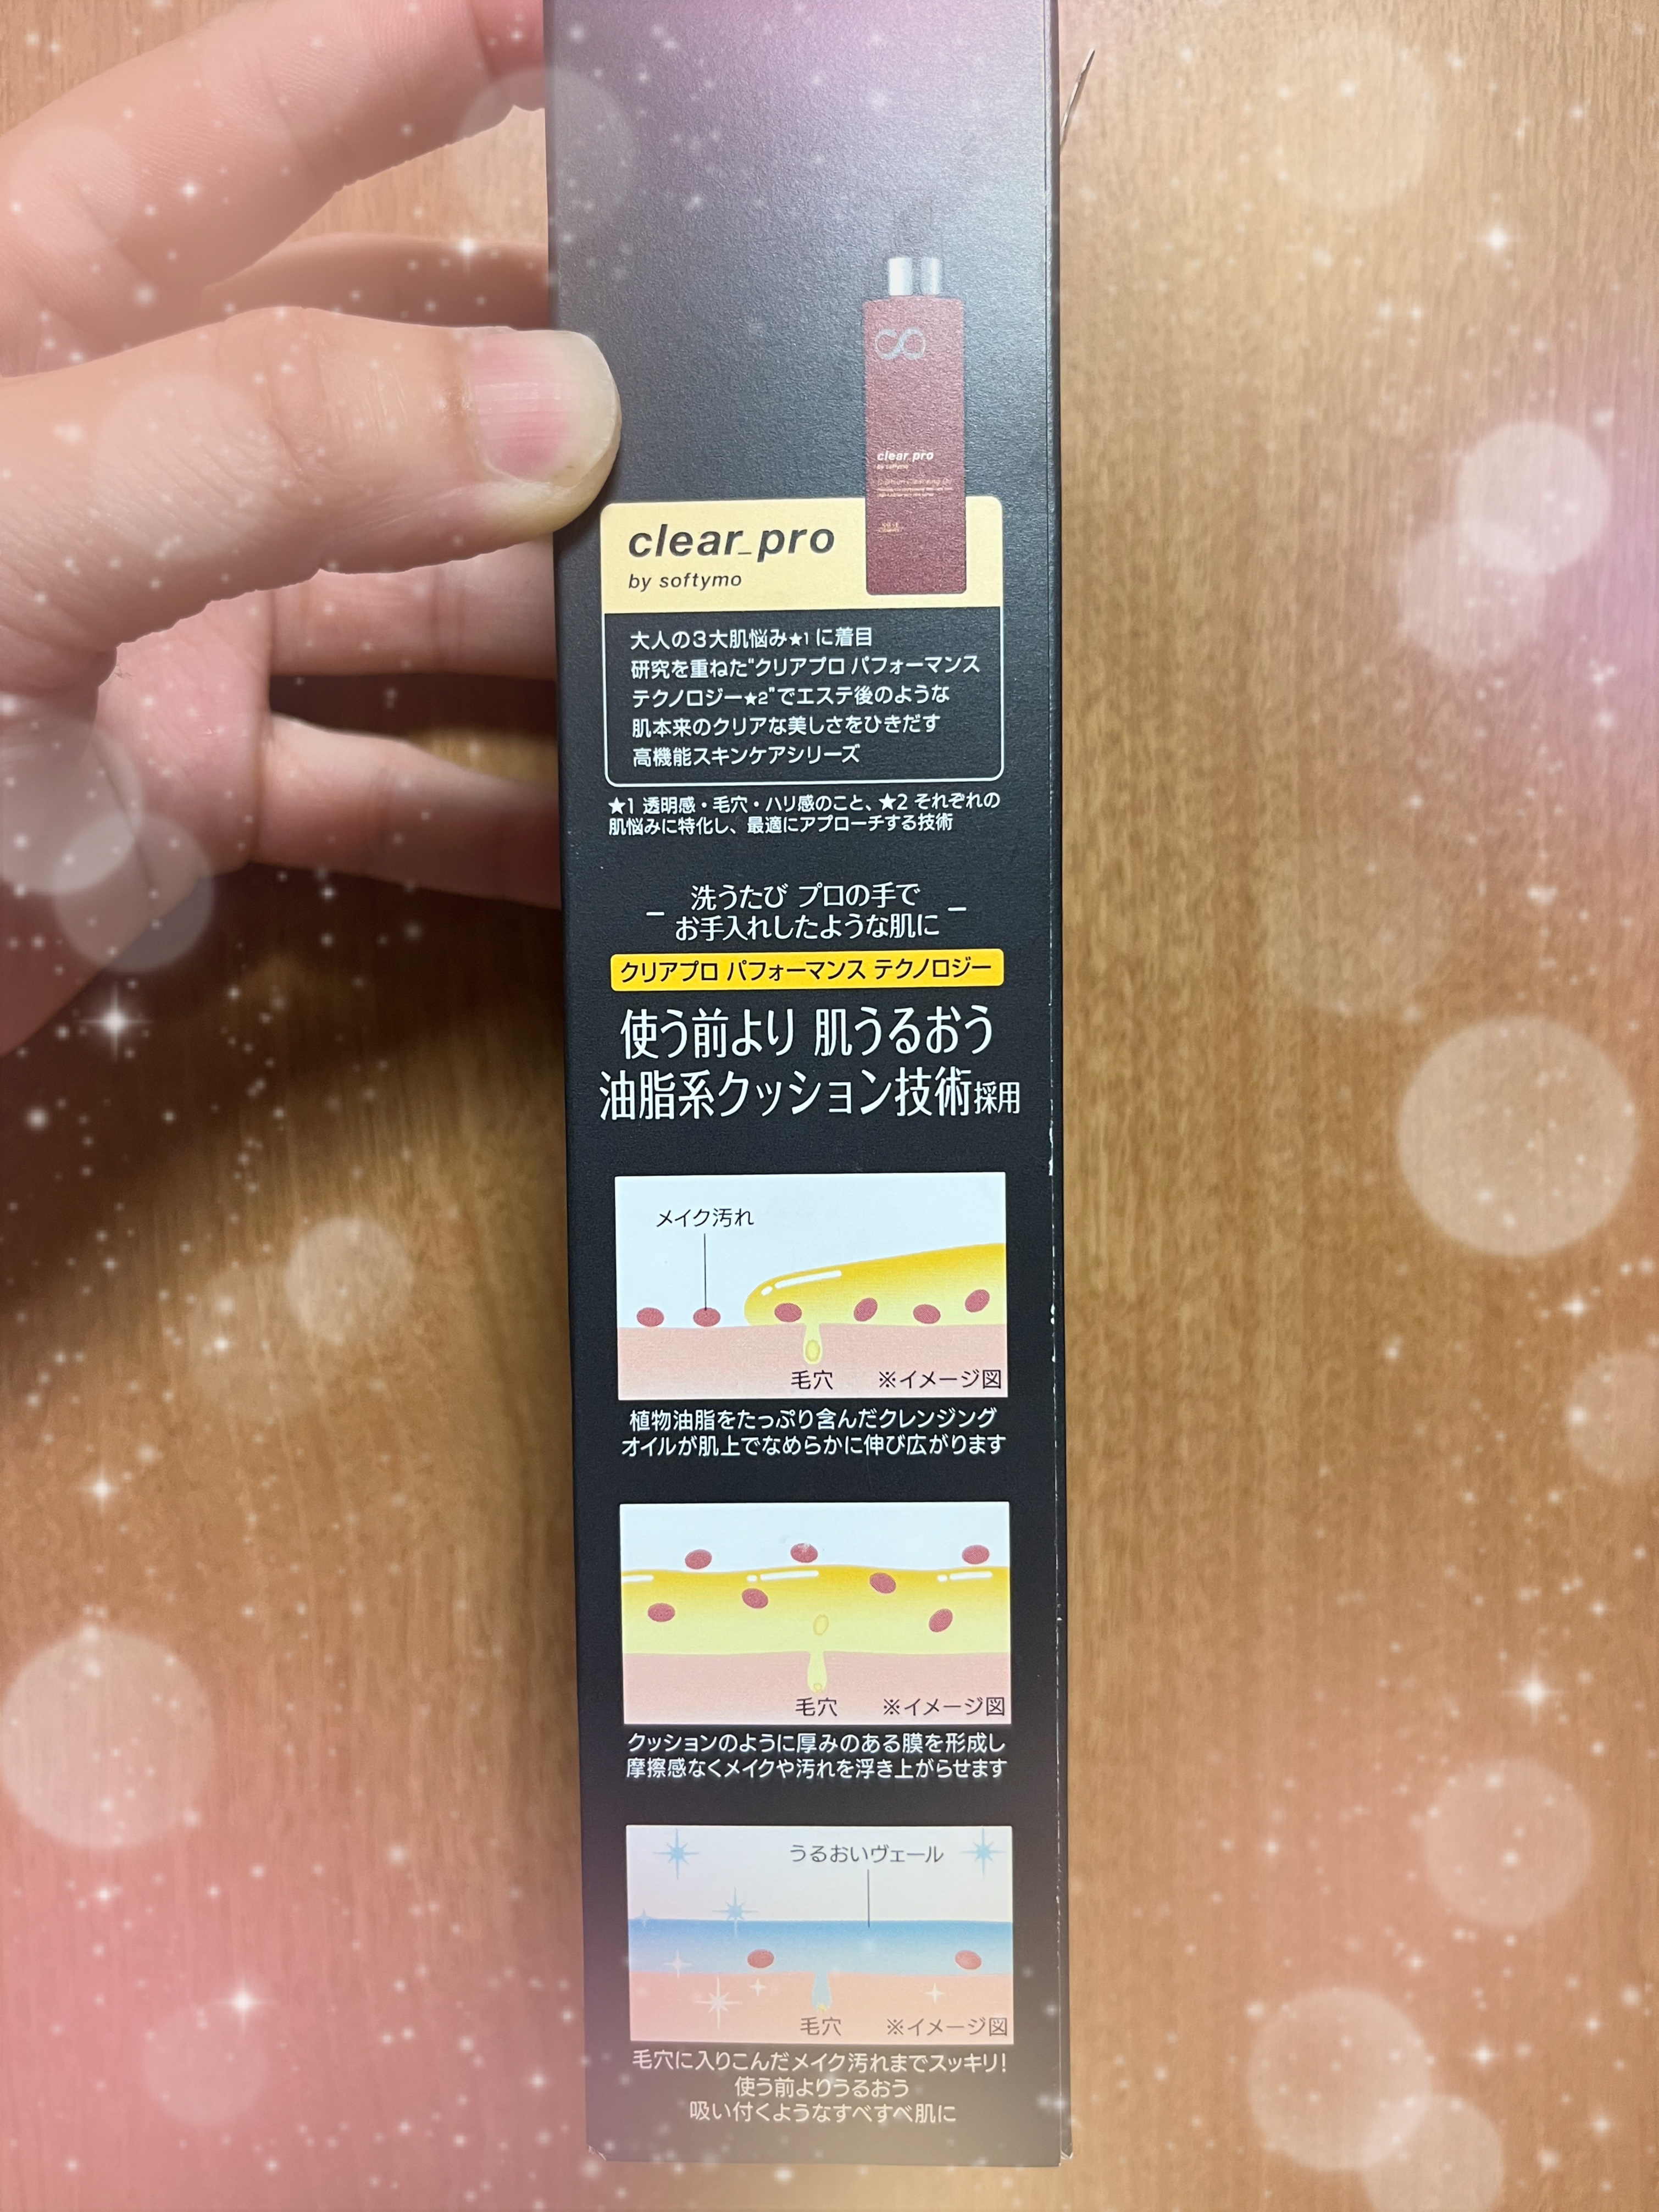 clear_pro
by softymo
clear_pro
by softymo
大人の3大肌悩み★1に着目
研究を重ねた"クリアプロ パフォーマンス
テクノロジー★2"でエステ後のような
肌本来のクリアな美しさをひきだす
高機能スキンケアシリーズ
★1 透明感・毛穴・ハリ感のこと、★2 それぞれの
肌悩みに特化し、最適にアプローチする技術
洗うたび プロの手で
お手入れしたような肌に
クリアプロ パフォーマンス テクノロジー
使う前より 肌うるおう
油脂系クッション技術採用
メイク汚れ
毛穴 ※イメージ図
植物油脂をたっぷり含んだクレンジング
オイルが肌上でなめらかに伸び広がります
毛穴 ※イメージ図
クッションのように厚みのある膜を形成し
摩擦感なくメイクや汚れを浮き上がらせます
うるおいヴェール
毛穴 ※イメージ図
毛穴に入りこんだメイク汚れまでスッキリ!
使う前よりうるおう
吸い付くようなすべすべ肌に